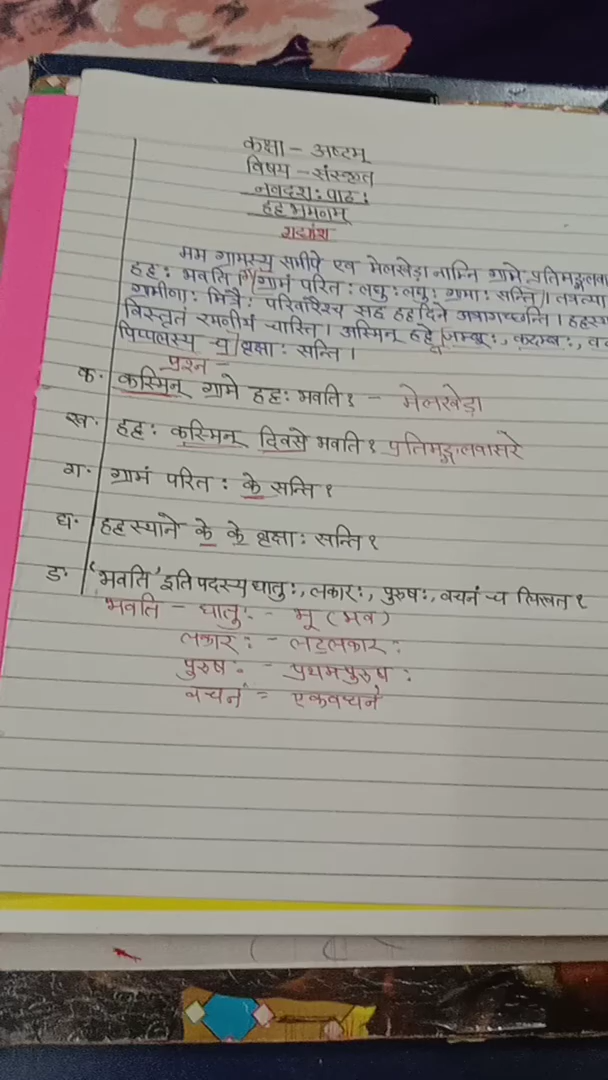 कक्षा - अष्टम्
विषय - संस्कृत
नवदश: पाठ:
हट्टभ्रमणम्
गद्यांश
मम ग्रामस्य समीपे एव मेलखेड़ा नाम्नि ग्रामे प्रतिमङ्गलवा
हट्ट: भवति। ग्रामं परित: लघु: लघु: ग्रामा: सन्ति। तत्रत्या
ग्रामीणा: मित्रै: परिवारैस्य सह हट्टदिने अत्रागच्छन्ति। हट्टस्था
विस्तृतं रमणीयं चास्ति। अस्मिन् हट्टे जम्बू:, कदम्ब:, व
पिप्पलस्य च वृक्षा: सन्ति।
प्रश्न -
क. कस्मिन् ग्रामे हट्ट: भवति? - मेलखेड़ा
ख. हट्ट: कस्मिन् दिवसे भवति? प्रतिमङ्गलवासरे
ग. ग्रामं परित: के सन्ति?
घ. हट्टस्थाने के के वृक्षा: सन्ति?
ङ. 'भवति' इति पदस्य धातु:, लकार:, पुरुष:, वचनं च लिखत?
भवति - धातु: - भू (भव)
लकार: - लट्लकार:
पुरुष: - प्रथमपुरुष:
वचनं = एकवचनं